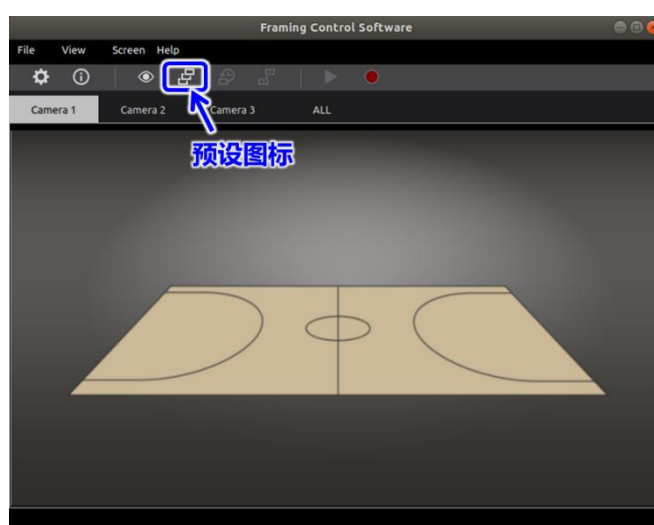 Framing Control Software
File View Screen Help
Camera 1 Camera 2 Camera 3 ALL
预设图标